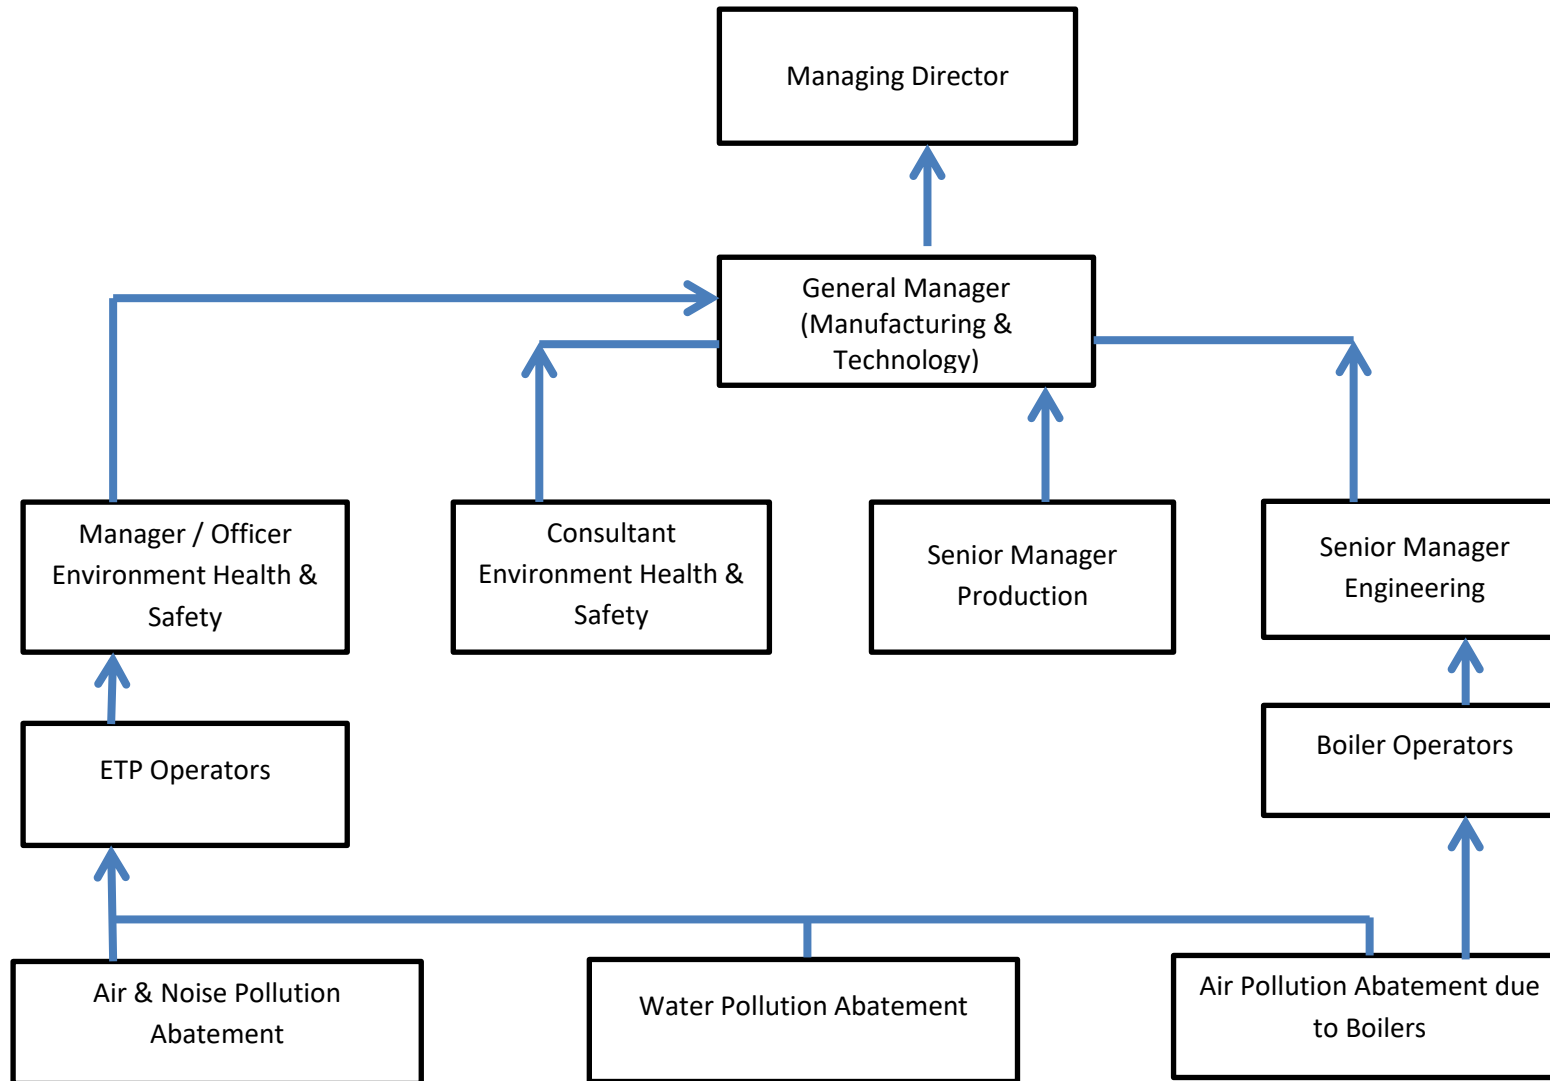 Managing Director
General Manager
(Manufacturing &
Technology)
Manager / Officer
Environment Health &
Safety
Consultant
Environment Health &
Safety
Senior Manager
Production
Senior Manager
Engineering
ETP Operators
Boiler Operators
Air & Noise Pollution
Abatement
Water Pollution Abatement
Air Pollution Abatement due
to Boilers